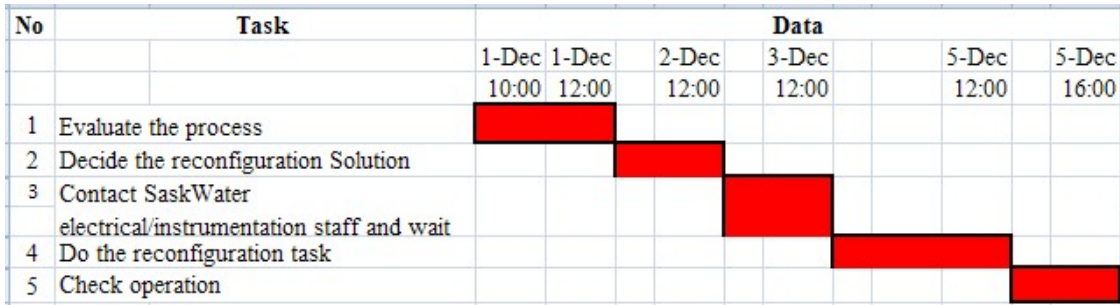 No Task Data
1-Dec 1-Dec 2-Dec 3-Dec 5-Dec 5-Dec
10:00 12:00 12:00 12:00 12:00 16:00
1 Evaluate the process
2 Decide the reconfiguration Solution
3 Contact SaskWater
electrical/instrumentation staff and wait
4 Do the reconfiguration task
5 Check operation